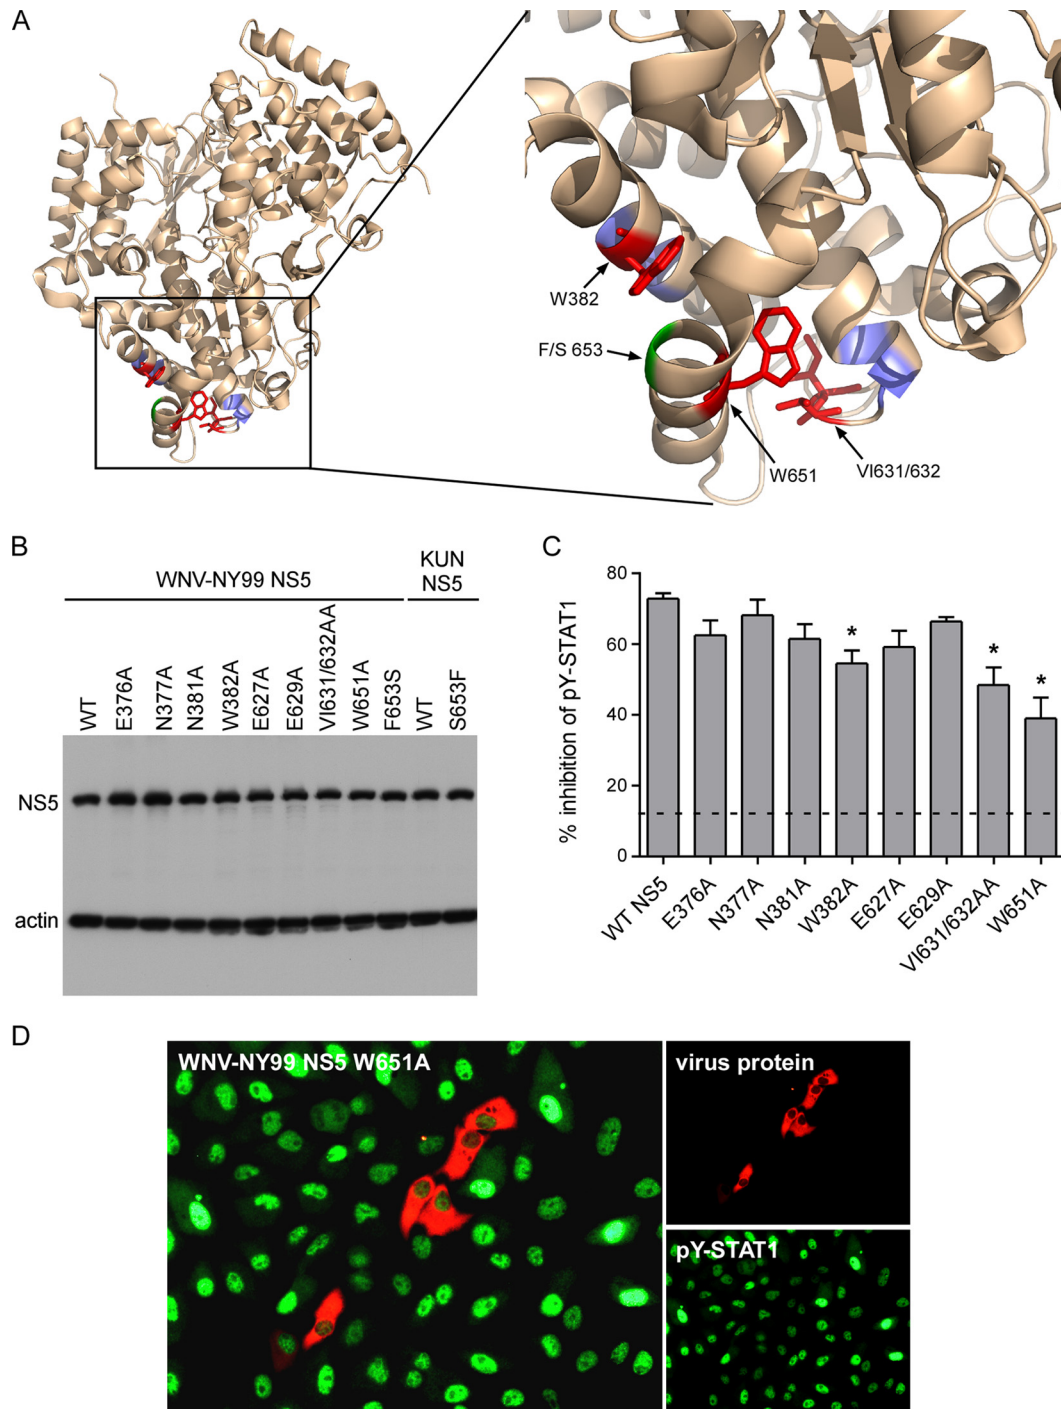 A
W382
F/S 653
W651
VI631/632
B
WNV-NY99 NS5
KUN
NS5
WT
E376A
N377A
N381A
W382A
E627A
E629A
VI631/632AA
W651A
F653S
WT
S653F
NS5
actin
C
% inhibition of pY-STAT1
80
60
40
20
0
*
*
*
WT NS5
E376A
N377A
N381A
W382A
E627A
E629A
VI631/632AA
W651A
D
WNV-NY99 NS5 W651A
virus protein
pY-STAT1